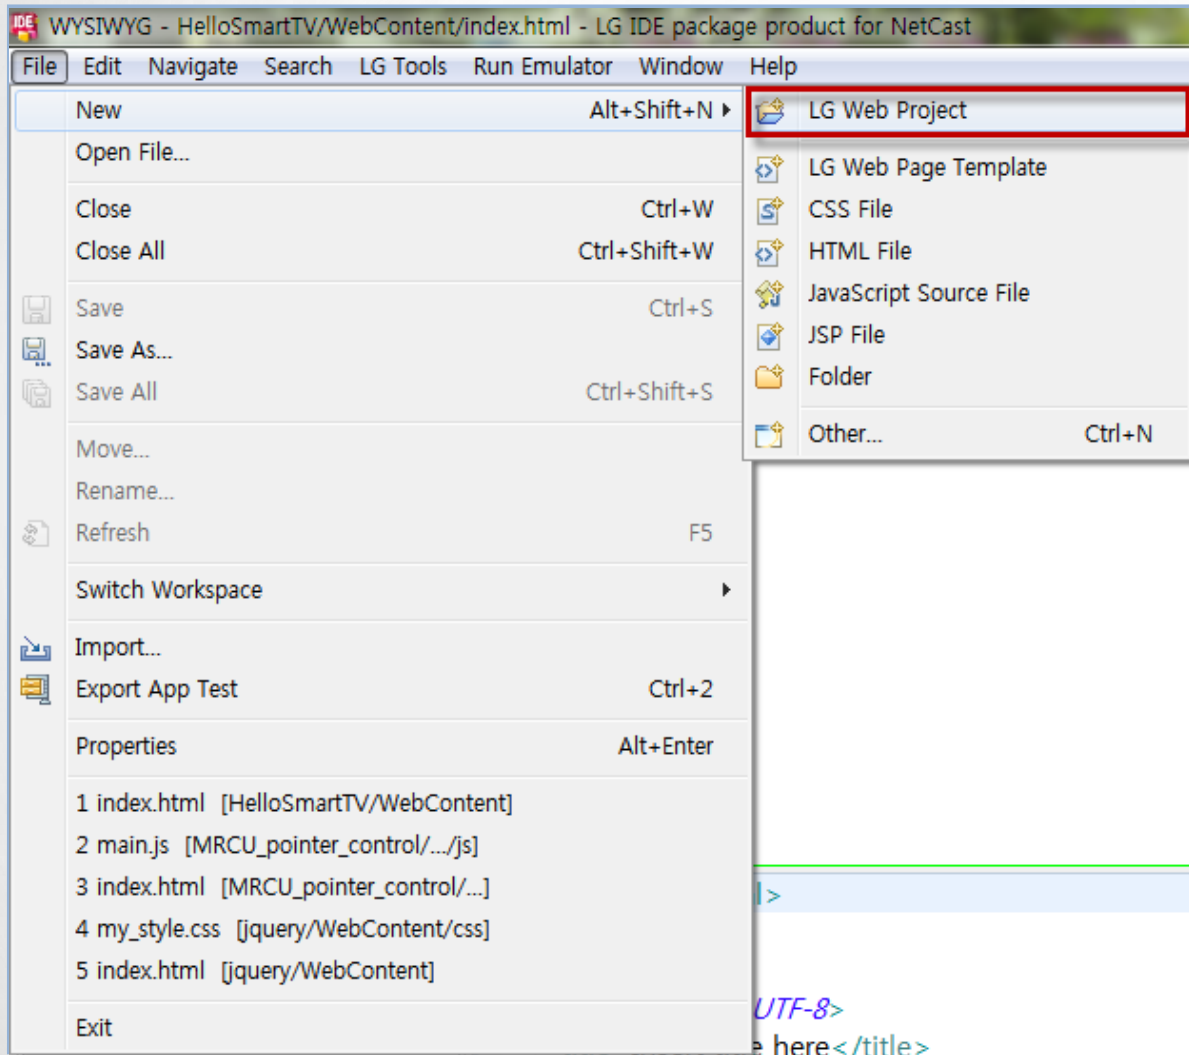 IDE WYSIWYG - HelloSmartTV/WebContent/index.html - LG IDE package product for NetCast
File Edit Navigate Search LG Tools Run Emulator Window Help
New Alt+Shift+N
Open File...
Close Ctrl+W
Close All Ctrl+Shift+W
Save Ctrl+S
Save As...
Save All Ctrl+Shift+S
Move...
Rename...
Refresh F5
Switch Workspace
Import...
Export App Test Ctrl+2
Properties Alt+Enter
1 index.html [HelloSmartTV/WebContent]
2 main.js [MRCU_pointer_control/.../js]
3 index.html [MRCU_pointer_control/...]
4 my_style.css [jquery/WebContent/css]
5 index.html [jquery/WebContent]
Exit
LG Web Project
LG Web Page Template
CSS File
HTML File
JavaScript Source File
JSP File
Folder
Other... Ctrl+N
l>
UTF-8>
here</title>